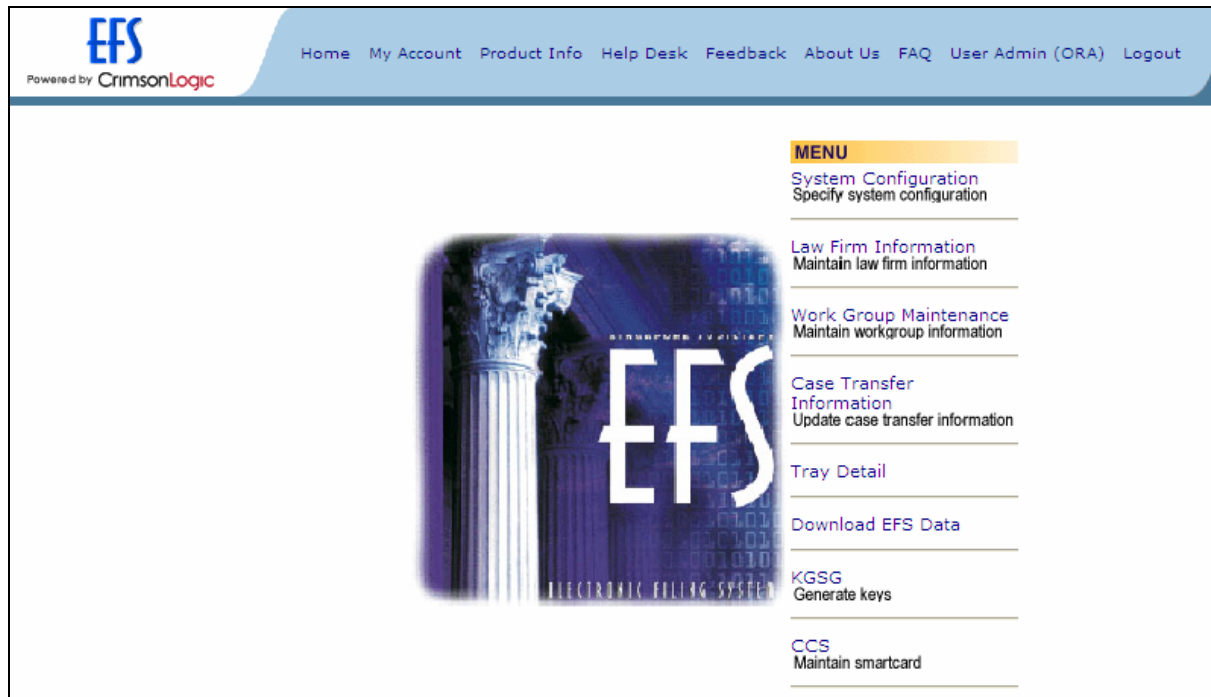 EFS
Powered by CrimsonLogic
Home My Account Product Info Help Desk Feedback About Us FAQ User Admin (ORA) Logout
MENU
System Configuration
Specify system configuration
Law Firm Information
Maintain law firm information
Work Group Maintenance
Maintain workgroup information
Case Transfer
Information
Update case transfer information
Tray Detail
Download EFS Data
KGSG
Generate keys
CCS
Maintain smartcard
EFS
ELECTRONIC FILING SYSTEM